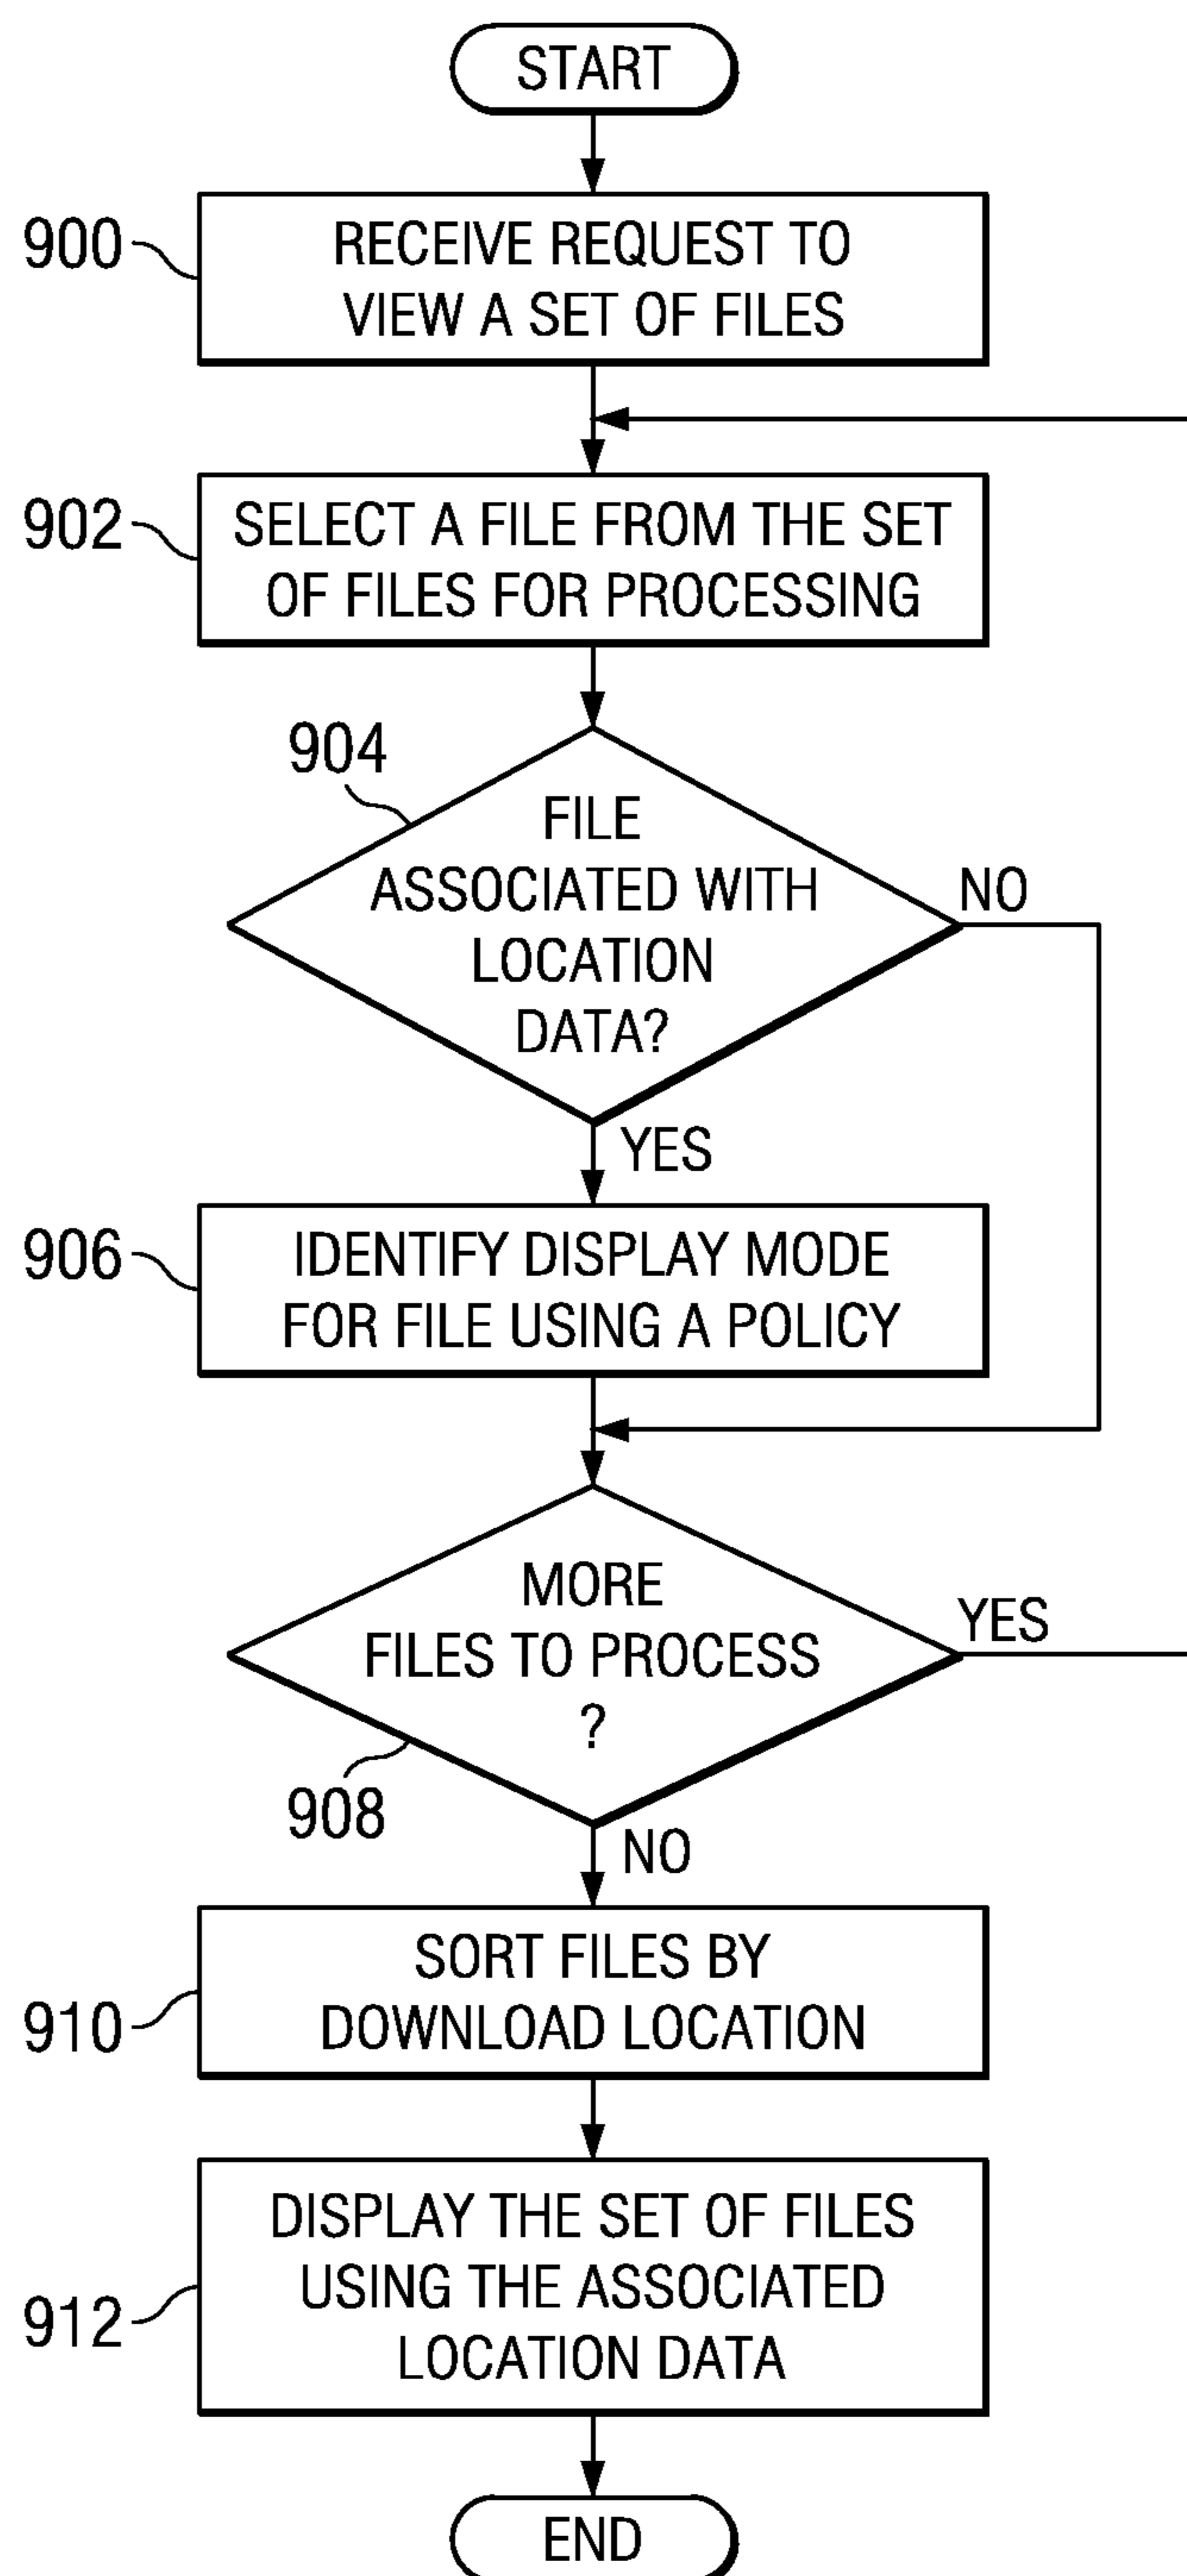 START
900
RECEIVE REQUEST TO
VIEW A SET OF FILES
902
SELECT A FILE FROM THE SET
OF FILES FOR PROCESSING
904
FILE
ASSOCIATED WITH
LOCATION
DATA?
NO
YES
906
IDENTIFY DISPLAY MODE
FOR FILE USING A POLICY
MORE
FILES TO PROCESS
?
YES
908
NO
910
SORT FILES BY
DOWNLOAD LOCATION
912
DISPLAY THE SET OF FILES
USING THE ASSOCIATED
LOCATION DATA
END